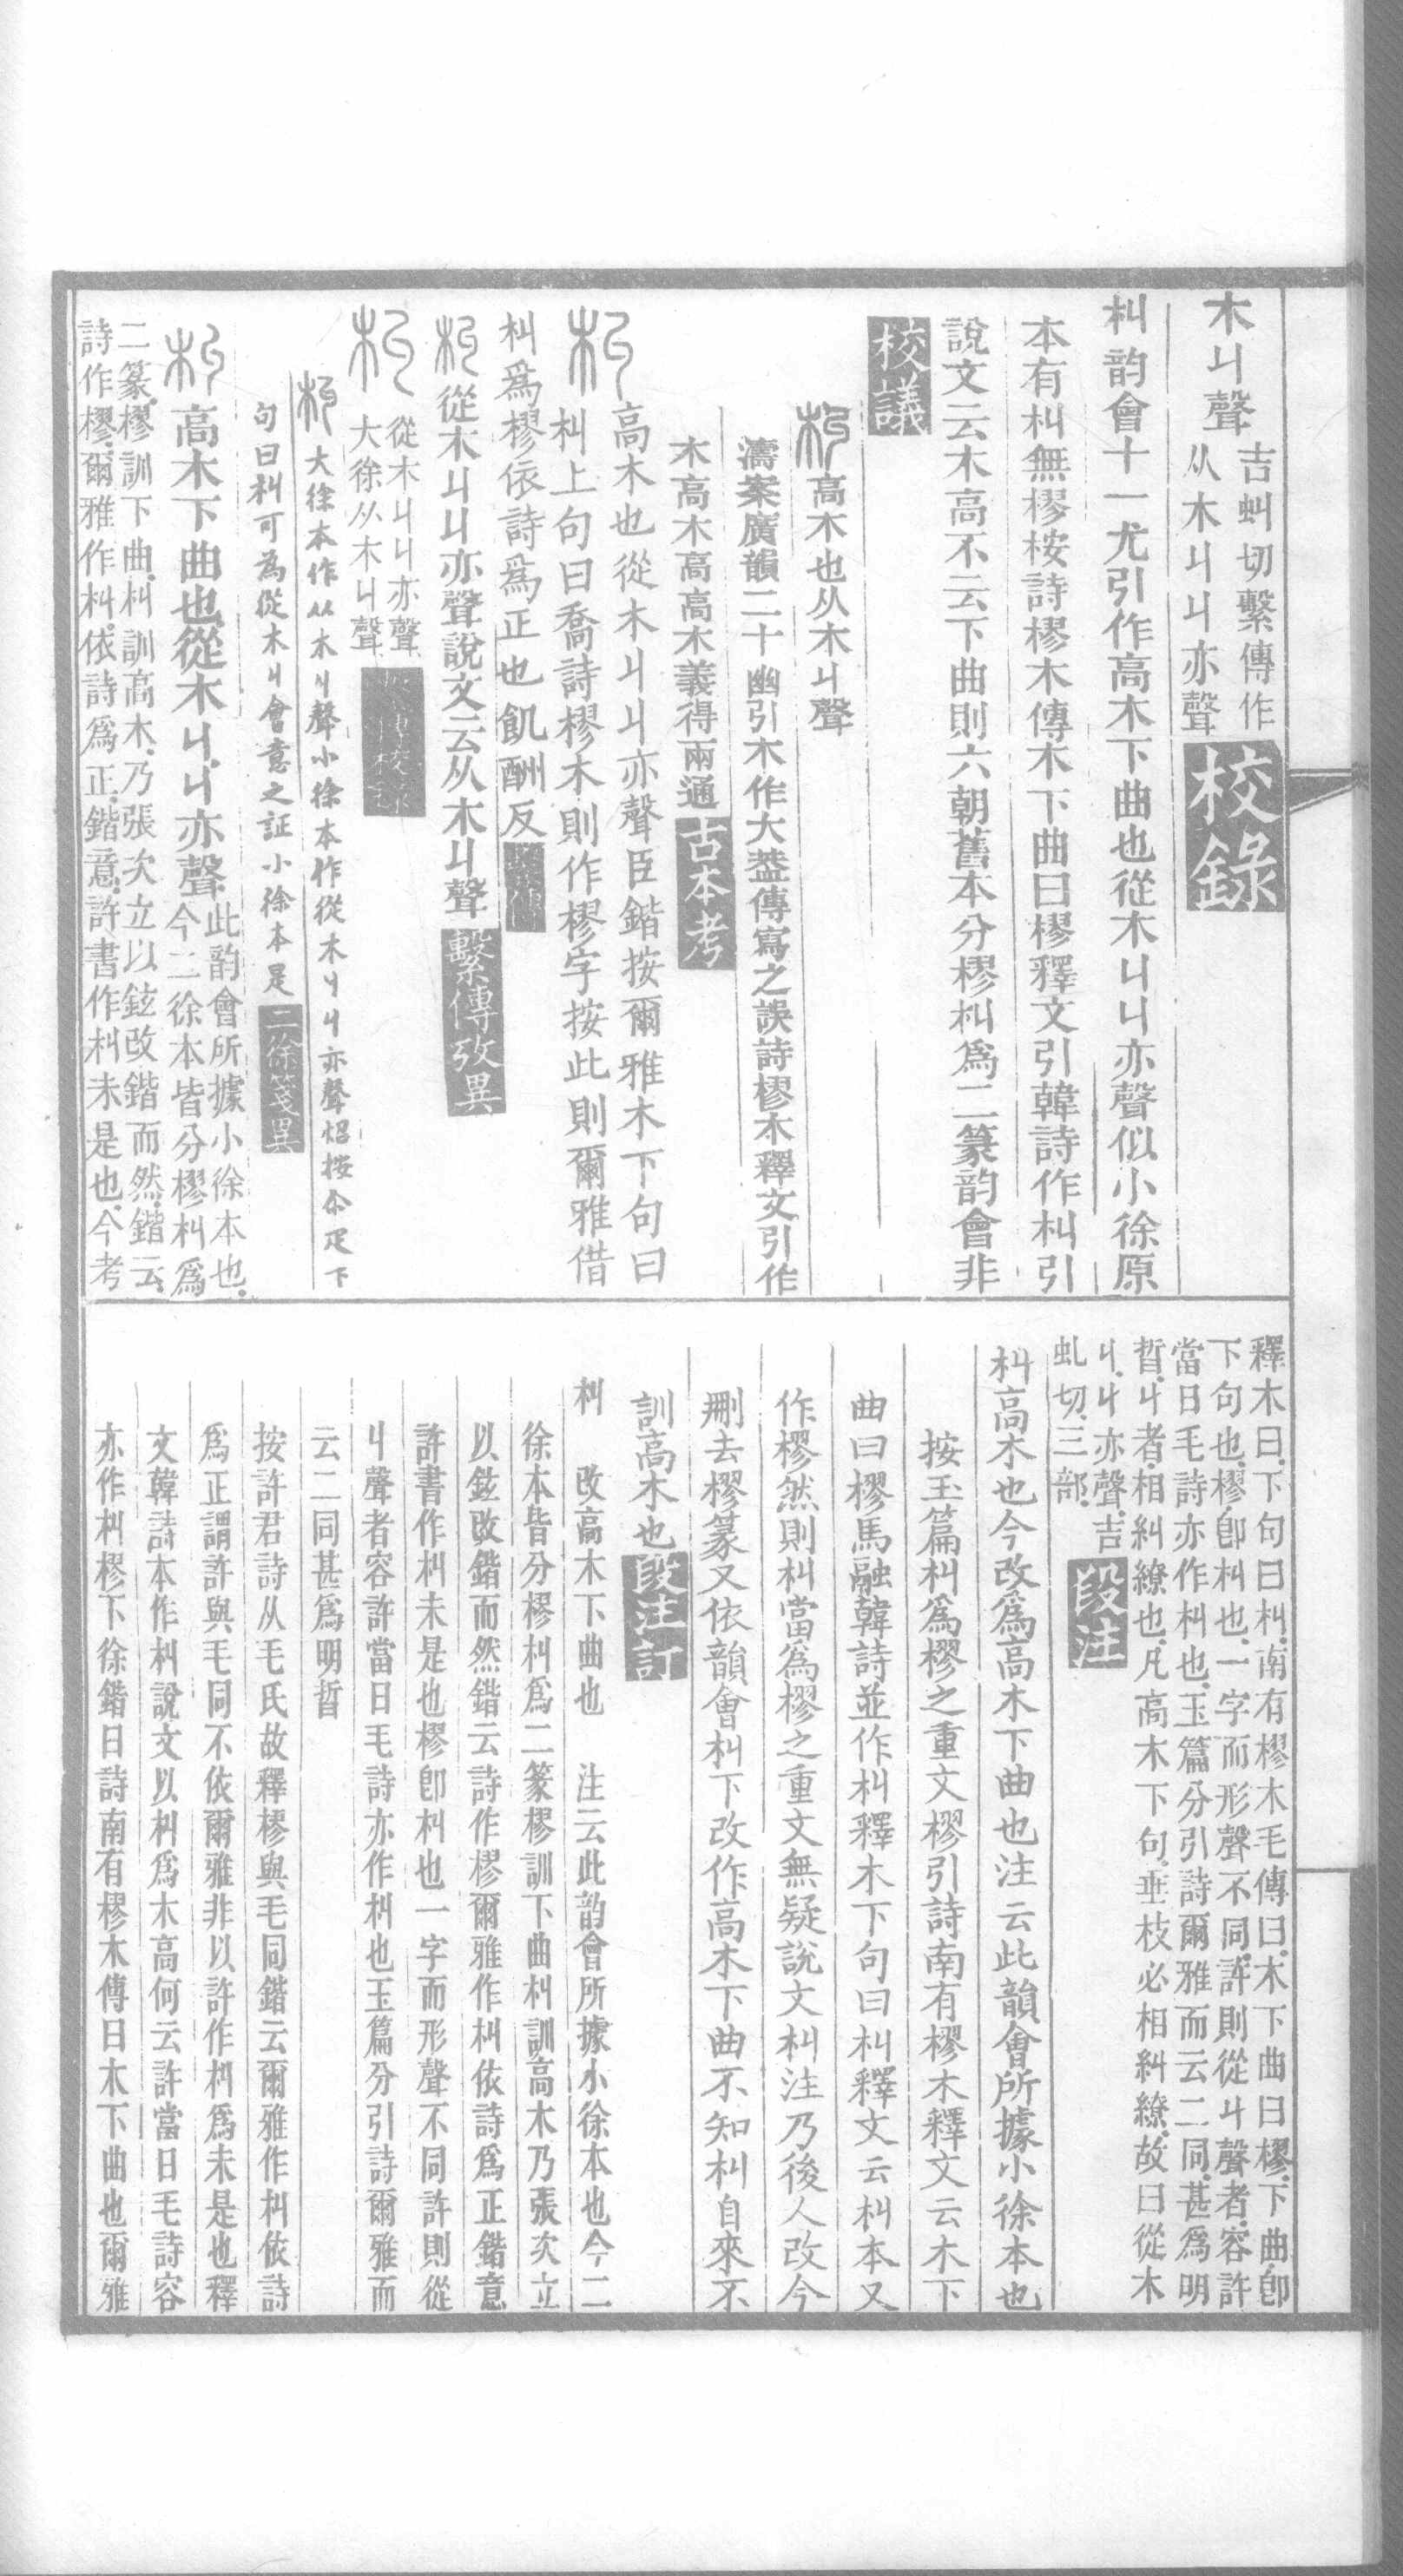 木丩聲吉虯切繫傳作从木丩丩亦聲校錄
朻韵會十一尤引作高木下曲也從木丩丩亦聲似小徐原
本有朻無樛桉詩樛木傳木下曲曰樛釋文引韓詩作朻引
說文云木高不云下曲則六朝舊本分樛朻爲二篆韵會非
校議
朻高木也从木丩聲
濤案廣韻二十幽引木作大葢傳寫之誤詩樛木釋文引作
木高木高高木義得兩通古本考
朻高木也從木丩丩亦聲臣鍇按爾雅木下句曰
朻上句曰喬詩樛木則作樛字按此則爾雅借
朻爲樛依詩爲正也飢酬反繫傳
朻從木丩丩亦聲說文云从木丩聲繫傳攷異
朻從木丩丩亦聲
大徐从木丩聲
朻大徐本作从木丩聲小徐本作從木丩丩亦聲炤按尒疋下
句曰朻可為從木丩會意之証小徐本是二徐箋異
朻高木下曲也從木丩丩亦聲此韵會所據小徐本也
今二徐本皆分樛朻爲
二篆樛訓下曲朻訓高木乃張次立以鉉改鍇而然鍇云
詩作樛爾雅作朻依詩爲正鍇意許書作朻未是也今考
釋木曰下句曰朻南有樛木毛傳曰木下曲曰樛下曲卽
下句也樛卽朻也一字而形聲不同許則從丩聲者容許
當日毛詩亦作朻也玉篇分引詩爾雅而云二同甚爲明
晢丩者相糾繚也凡高木下句垂枝必相糾繚故曰從木
丩丩亦聲吉
虬切三部段注
朻高木也今改爲高木下曲也注云此韻會所據小徐本也
按玉篇朻爲樛之重文樛引詩南有樛木釋文云木下
曲曰樛馬融韓詩並作朻釋木下句曰朻釋文云朻本又
作樛然則朻當爲樛之重文無疑說文朻注乃後人改今
刪去樛篆又依韻會朻下改作高木下曲不知朻自來不
訓高木也段注訂
朻　改高木下曲也　注云此韵會所據小徐本也今二
徐本皆分樛朻爲二篆樛訓下曲朻訓高木乃張次立
以鉉改鍇而然鍇云詩作樛爾雅作朻依詩爲正鍇意
許書作朻未是也樛卽朻也一字而形聲不同許則從
丩聲者容許當日毛詩亦作朻也玉篇分引詩爾雅而
云二同甚爲明晢
按許君詩从毛氏故釋樛與毛同鍇云爾雅作朻依詩
爲正謂許與毛同不依爾雅非以許作朻爲未是也釋
文韓詩本作朻說文以朻爲木高何云許當日毛詩容
亦作朻樛下徐鍇日詩南有樛木傳日木下曲也爾雅